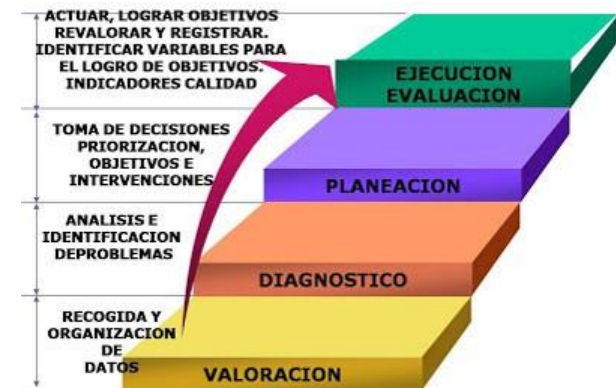 ACTUAR, LOGRAR OBJETIVOS
REVALORAR Y REGISTRAR.
IDENTIFICAR VARIABLES PARA
EL LOGRO DE OBJETIVOS.
INDICADORES CALIDAD
EJECUCION
EVALUACION
TOMA DE DECISIONES
PRIORIZACION,
OBJETIVOS E
INTERVENCIONES
PLANEACION
ANALISIS E
IDENTIFICACION
DEPROBLEMAS
DIAGNOSTICO
RECOGIDA Y
ORGANIZACION
DE
DATOS
VALORACION